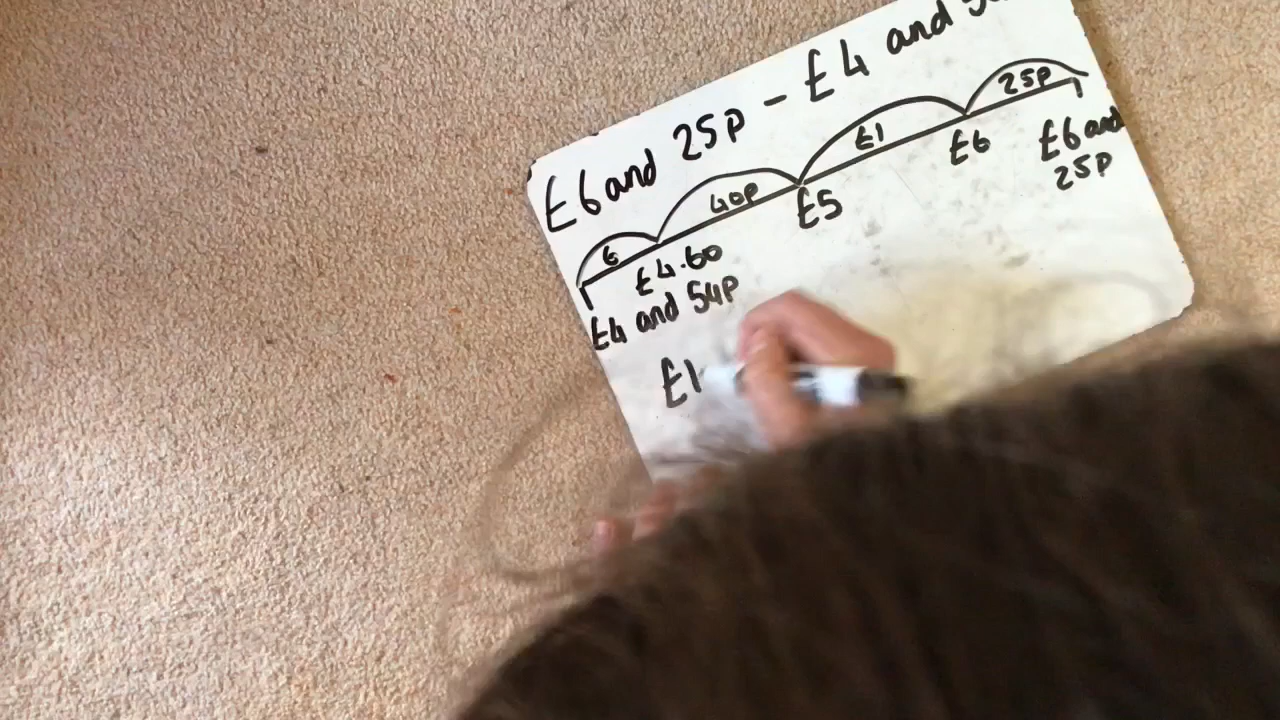 £6 and 25P - £4 and
6 40P £1 25P
£4.60 £5 £6 £6 and
25P
£4 and 54P
£1